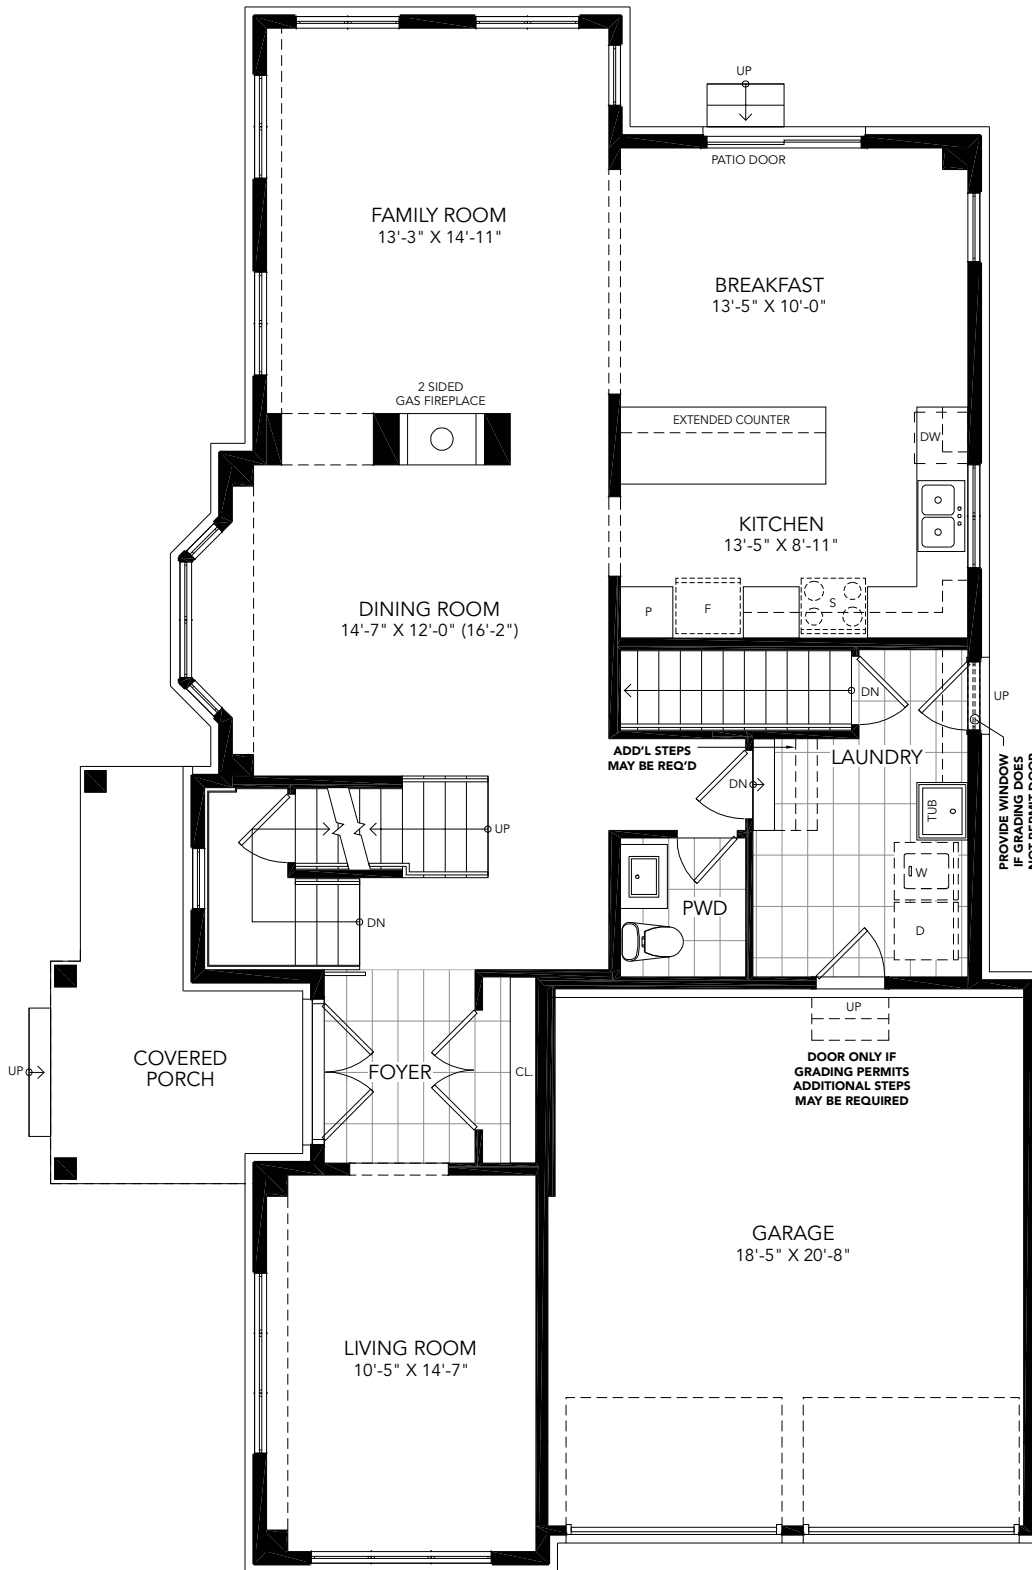 UP
PATIO DOOR
FAMILY ROOM
13'-3" X 14'-11"
BREAKFAST
13'-5" X 10'-0"
2 SIDED
GAS FIREPLACE
EXTENDED COUNTER
DW
KITCHEN
13'-5" X 8'-11"
P
F
S
DINING ROOM
14'-7" X 12'-0" (16'-2")
DN
UP
ADD'L STEPS
MAY BE REQ'D
LAUNDRY
PROVIDE WINDOW
IF GRADING DOES
NOT PERMIT DOOR
DN
TUB
UP
W
PWD
DN
D
UP
COVERED
PORCH
UP
FOYER
CL.
DOOR ONLY IF
GRADING PERMITS
ADDITIONAL STEPS
MAY BE REQUIRED
GARAGE
18'-5" X 20'-8"
LIVING ROOM
10'-5" X 14'-7"